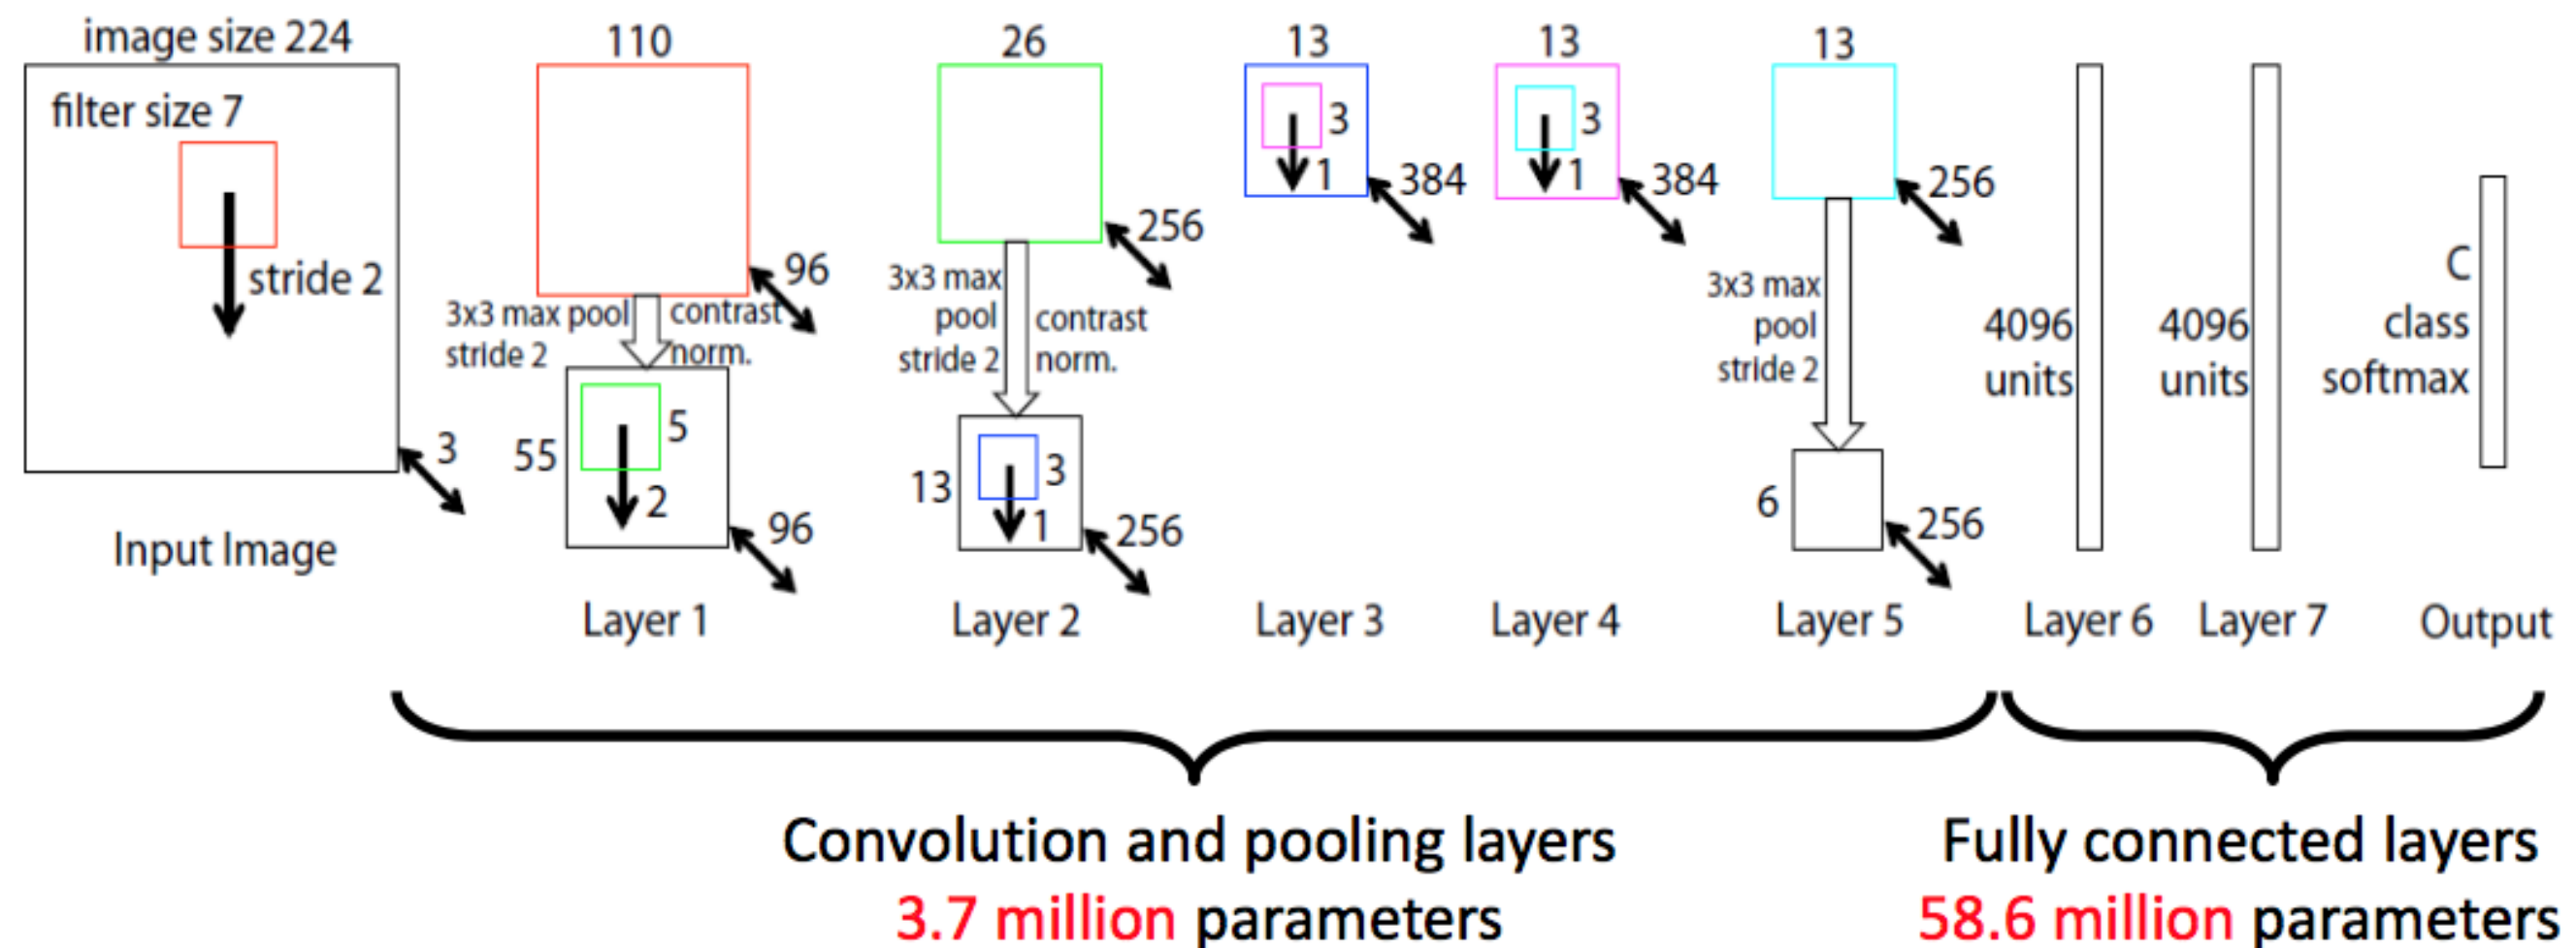 image size 224
filter size 7
stride 2
3
Input Image
110
96
3x3 max pool
stride 2
contrast
norm.
55
5
2
96
Layer 1
26
256
3x3 max
pool
stride 2
contrast
norm.
13
3
1
256
Layer 2
13
3
1
384
Layer 3
13
3
1
384
Layer 4
13
256
3x3 max
pool
stride 2
6
256
Layer 5
4096
units
Layer 6
4096
units
Layer 7
C
class
softmax
Output
Convolution and pooling layers
3.7 million parameters
Fully connected layers
58.6 million parameters